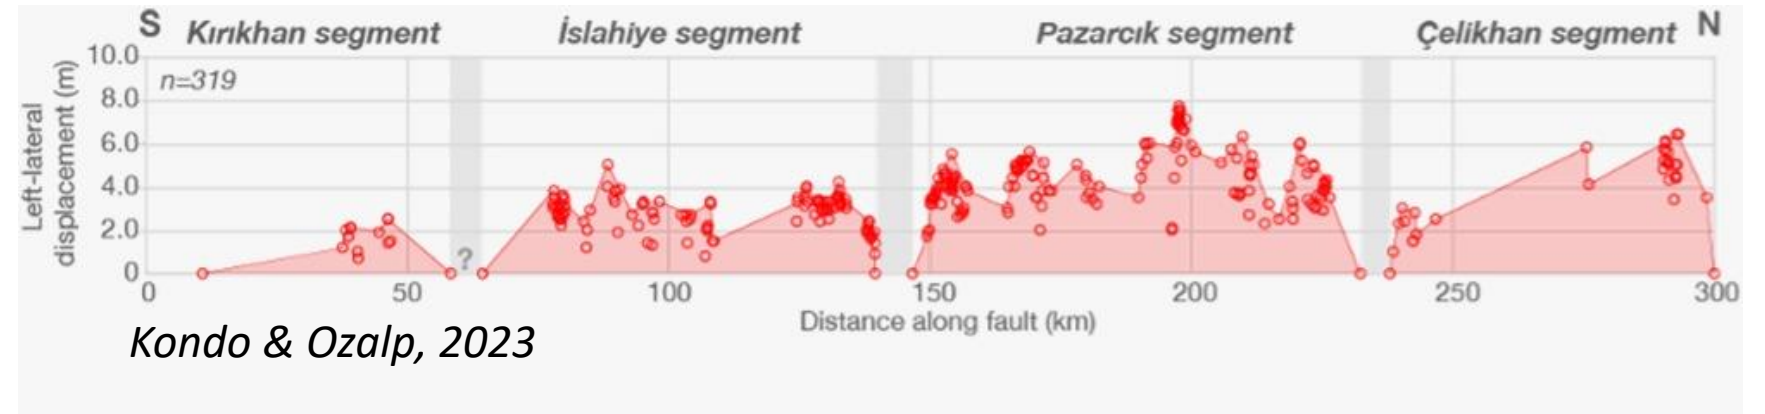 S Kırıkhan segment İslahiye segment Pazarcık segment Çelikhan segment N
10.0
n=319
8.0
6.0
4.0
2.0
0
Left-lateral
displacement (m)
?
0 50 100 150 200 250 300
Distance along fault (km)
Kondo & Ozalp, 2023